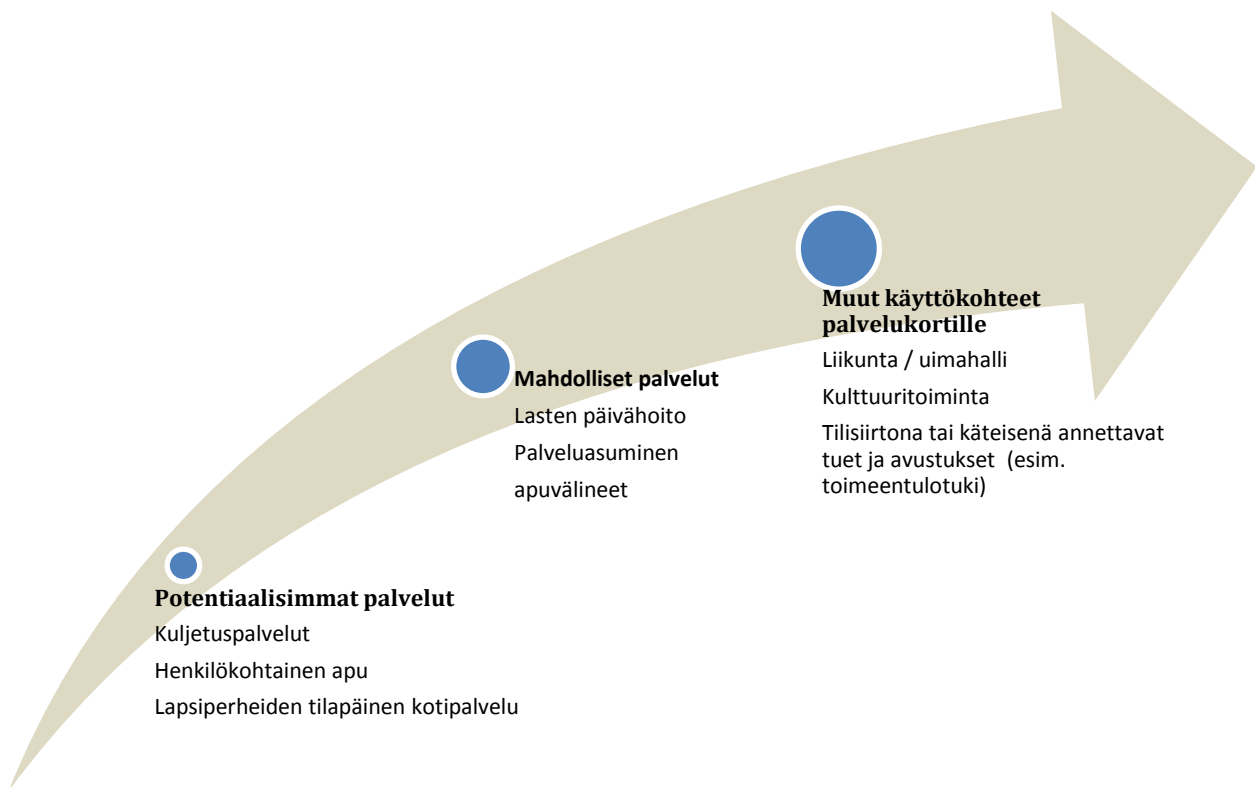 Muut käyttökohteet
palvelukortille
Liikunta / uimahalli
Kulttuuritoiminta
Tilisiirtona tai käteisenä annettavat
tuet ja avustukset (esim.
toimeentulotuki)
Mahdolliset palvelut
Lasten päivähoito
Palveluasuminen
apuvälineet
Potentiaalisimmat palvelut
Kuljetuspalvelut
Henkilökohtainen apu
Lapsiperheiden tilapäinen kotipalvelu